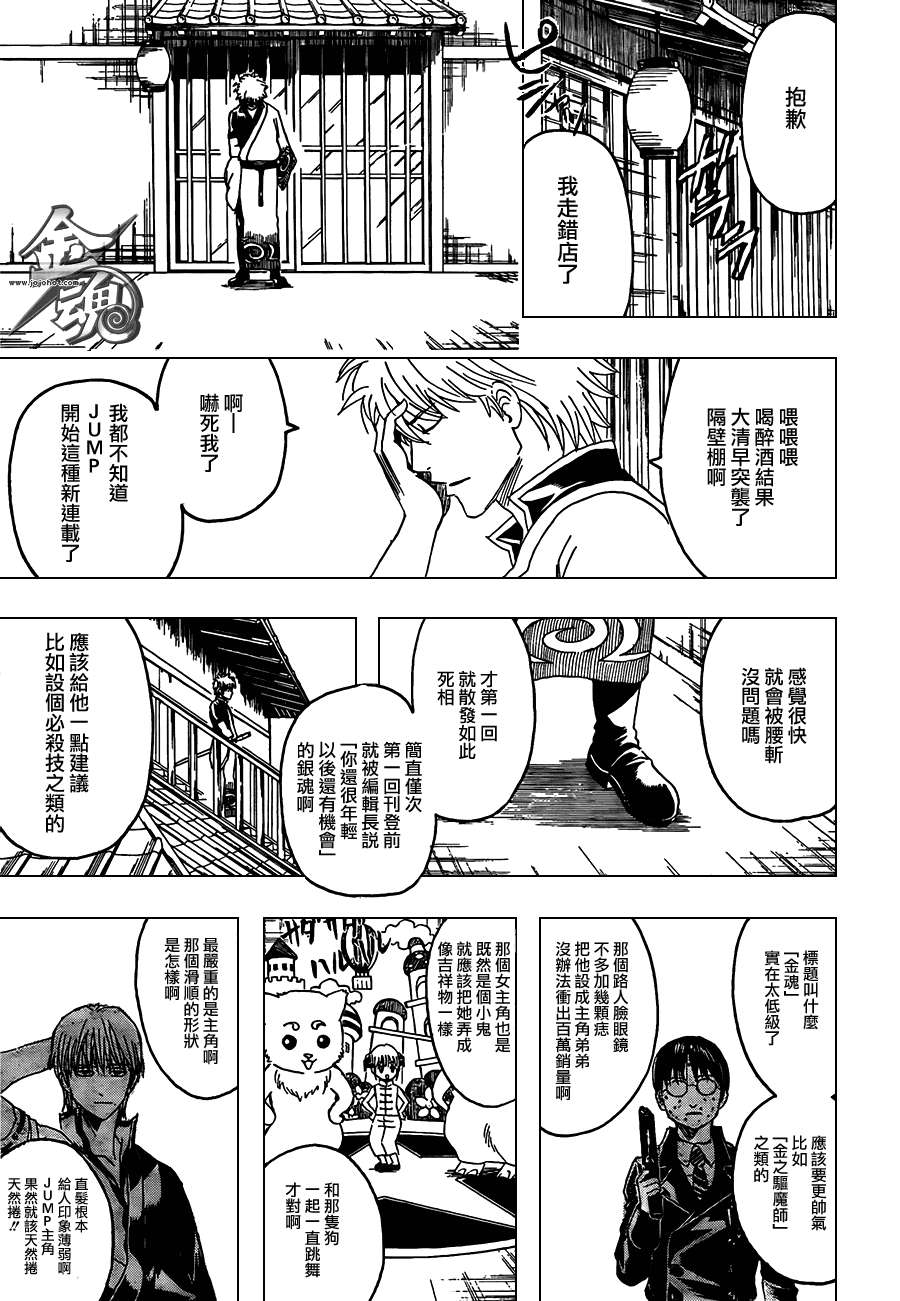 抱歉
我走錯店了
ピシャ
ガラガラ
金魂
www.jojohot.com
喂喂喂
喝醉酒結果
大清早突襲了
隔壁棚啊
啊—
嚇死我了
我都不知道
JUMP
開始這種新連載了
感覺很快
就會被腰斬
沒問題嗎
才第一回
就散發如此
死相
簡直僅次
第一回刊登前
就被編輯長說
「你還很年輕
以後還有機會」
的銀魂啊
應該給他一點建議
比如設個必殺技之類的
標題叫什麼
「金魂」
實在太低級了
應該要更帥氣
比如
「金之驅魔師」
之類的
那個路人臉眼鏡
不多加幾顆痣
把他設成主角弟弟
沒辦法衝出百萬銷量啊
那個女主角也是
既然是個小鬼
就應該把她弄成
像吉祥物一樣
和那隻狗
一起一直跳舞
才對啊
最嚴重的是主角啊
那個滑順的形狀
是怎樣啊
直髮根本
給人印象薄弱啊
JUMP主角
果然就該天然捲
天然捲!!